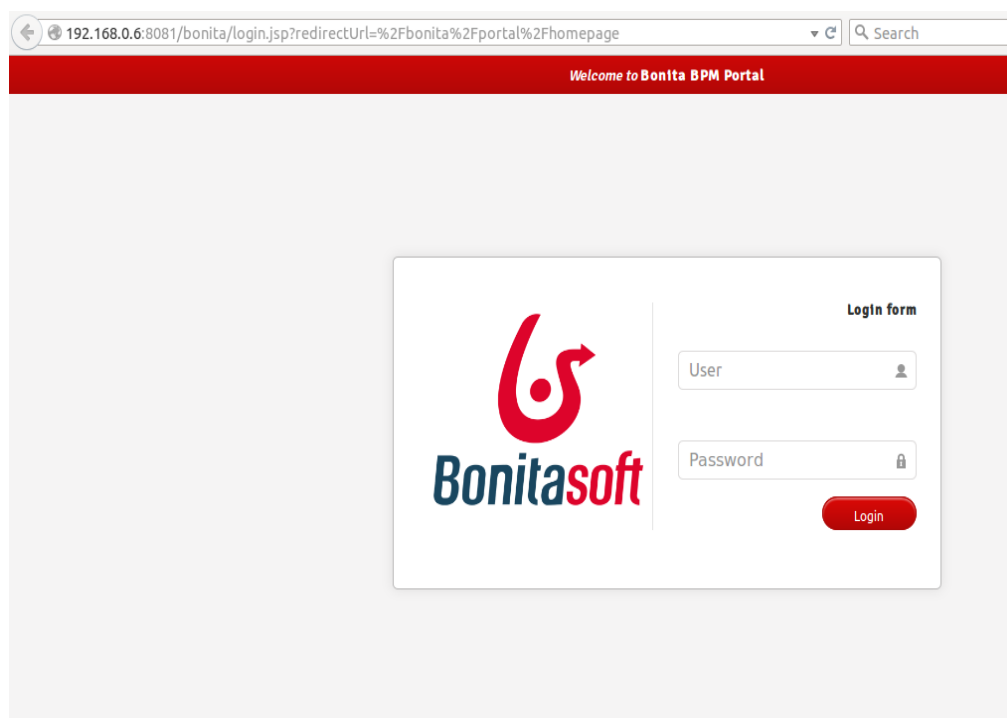 192.168.0.6:8081/bonita/login.jsp?redirectUrl=%2Fbonita%2Fportal%2Fhomepage
Search
Welcome to Bonita BPM Portal
Login form
User
Password
Bonitasoft
Login